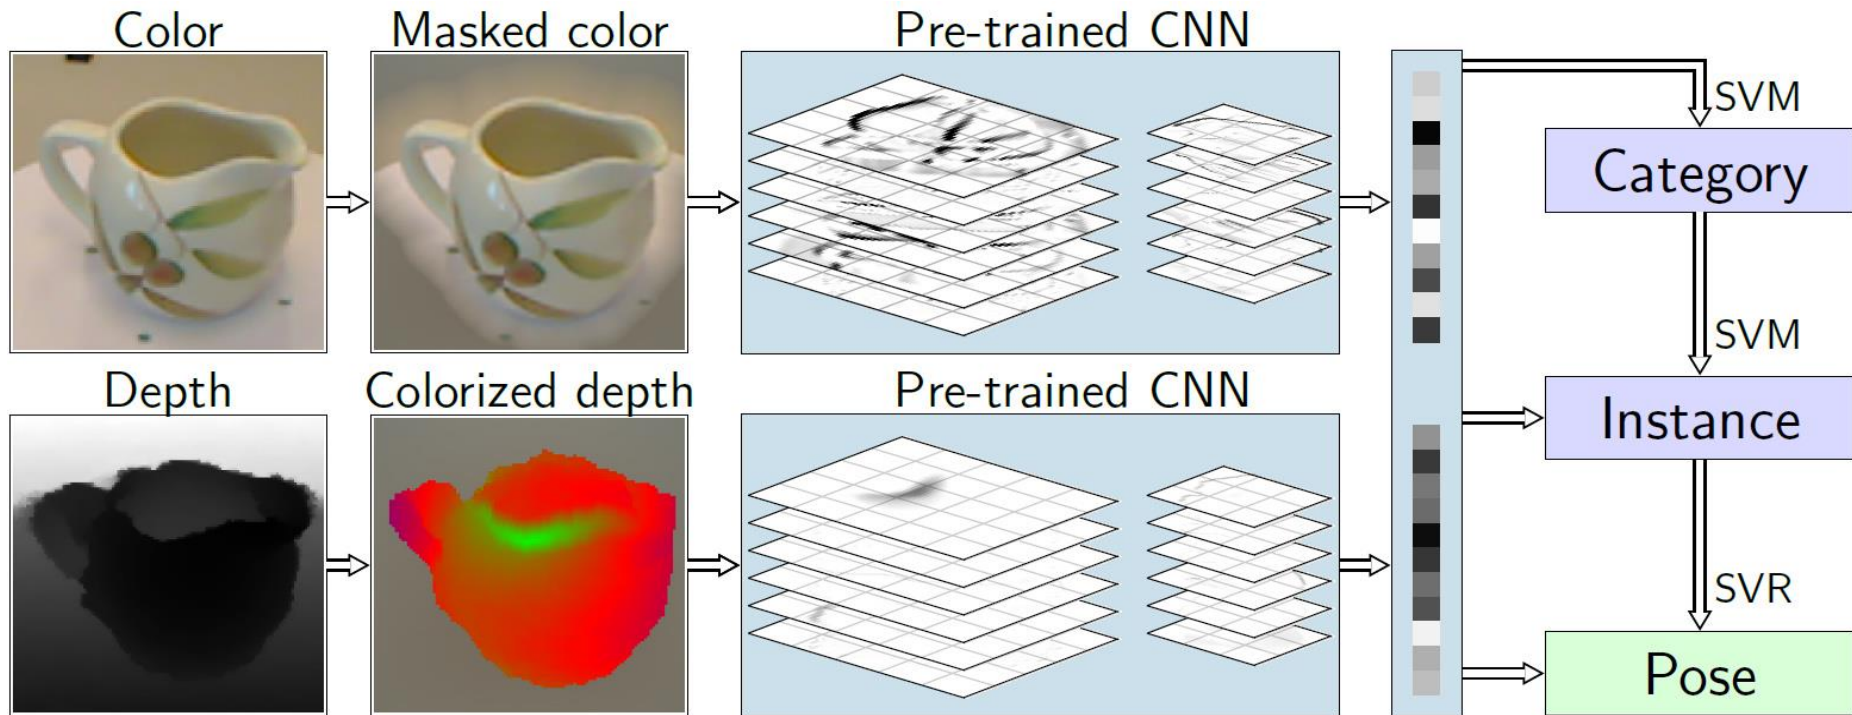 Color
Masked color
Pre-trained CNN
SVM
Category
SVM
Depth
Colorized depth
Pre-trained CNN
Instance
SVR
Pose